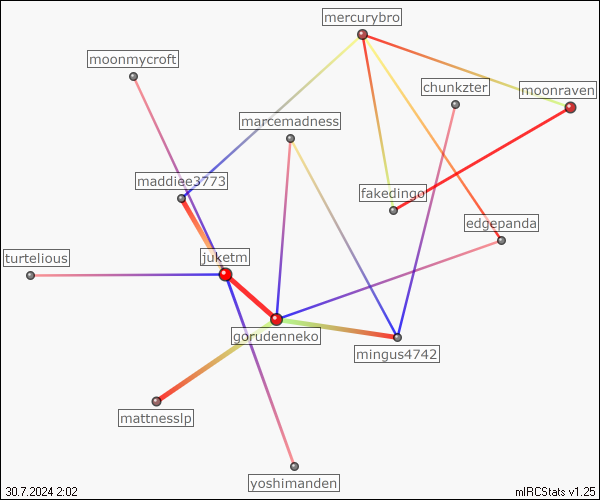 mercurybro
moonmycroft
chunkzter
moonraven
marcemadness
maddiee3773
fakedingo
edgepanda
turtelious
juketm
gorudenneko
mingus4742
mattnesslp
yoshimanden
30.7.2024 2:02
mIRCStats v1.25